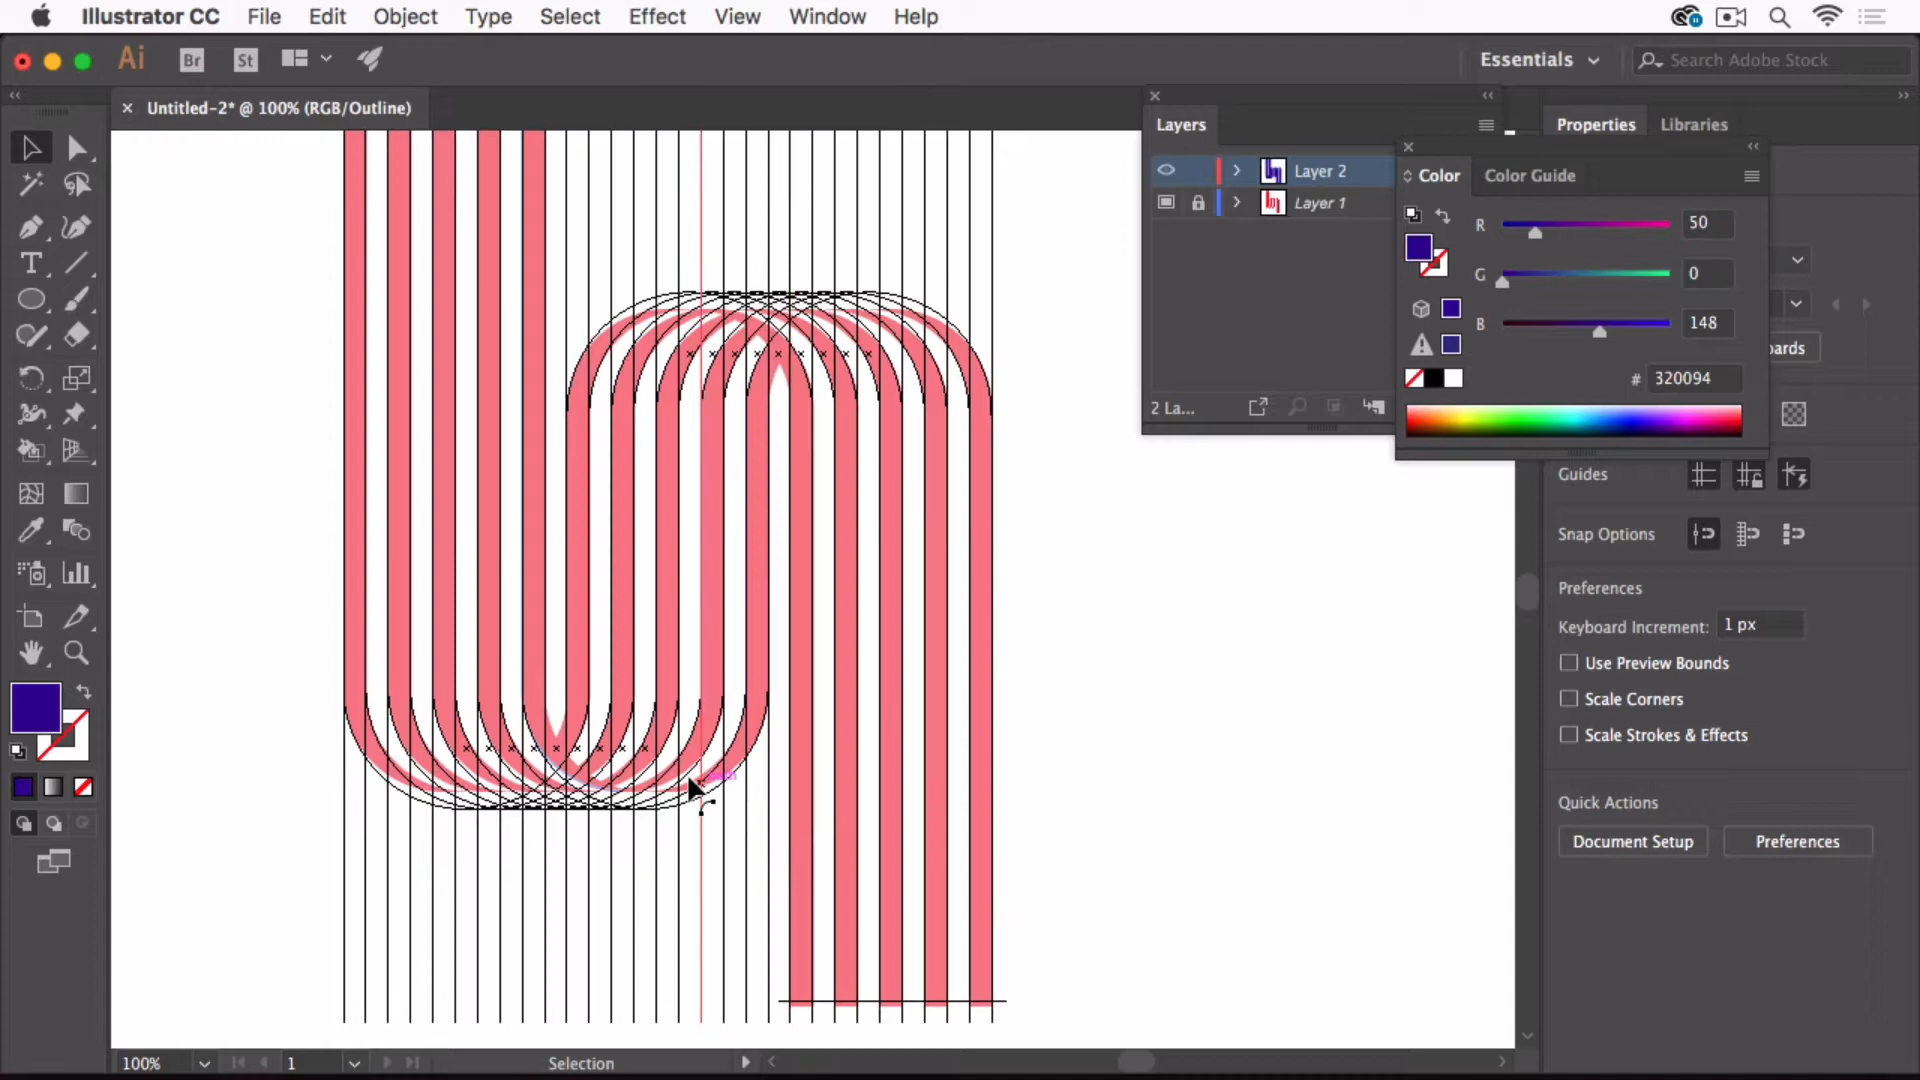 Illustrator CC File Edit Object Type Select Effect View Window Help
Ai Br St Essentials Search Adobe Stock
Untitled-2* @ 100% (RGB/Outline)
Layers
Layer 2
Layer 1
2 La...
Properties Libraries
Color Color Guide
R 50
G 0
B 148
# 320094
ards
Guides
Snap Options
Preferences
Keyboard Increment: 1 px
Use Preview Bounds
Scale Corners
Scale Strokes & Effects
Quick Actions
Document Setup Preferences
100% 1 Selection